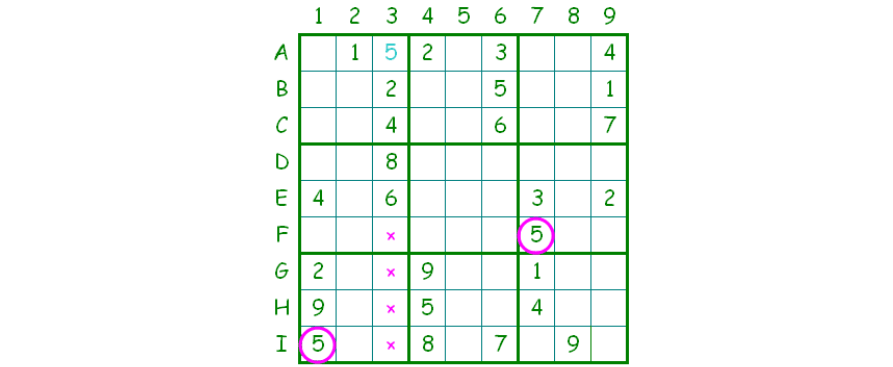 1 2 3 4 5 6 7 8 9
A 1 5 2 3 4
B 2 5 1
C 4 6 7
D 8
E 4 6 3 2
F × 5
G 2 × 9 1
H 9 × 5 4
I 5 × 8 7 9